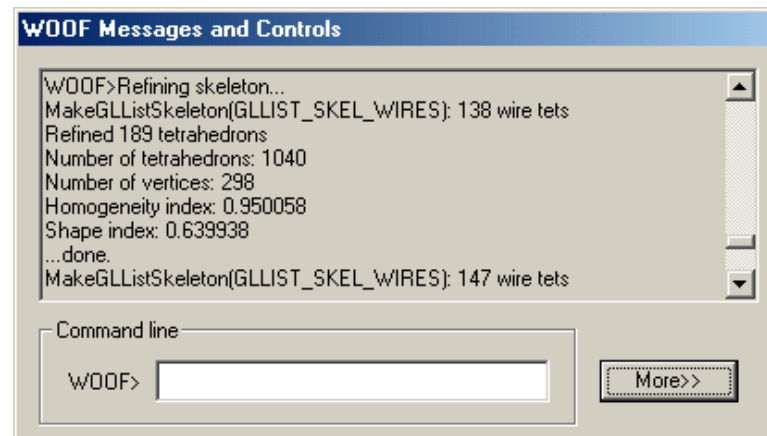 WOOF Messages and Controls
WOOF>Refining skeleton...
MakeGLListSkeleton(GLLIST_SKEL_WIRES): 138 wire tets
Refined 189 tetrahedrons
Number of tetrahedrons: 1040
Number of vertices: 298
Homogeneity index: 0.950058
Shape index: 0.639938
...done.
MakeGLListSkeleton(GLLIST_SKEL_WIRES): 147 wire tets
Command line
WOOF>
More>>